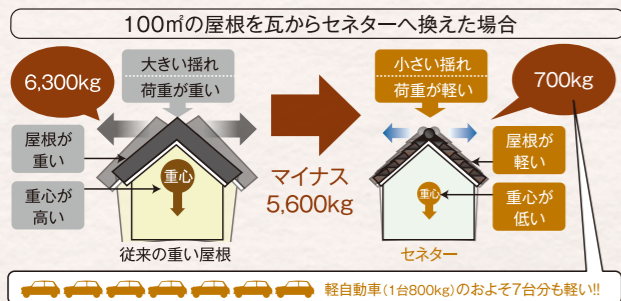 100㎡の屋根を瓦からセネターへ換えた場合
6,300kg
大きい揺れ
荷重が重い
小さい揺れ
荷重が軽い
700kg
屋根が
重い
重心が
高い
重心
マイナス
5,600kg
重心
屋根が
軽い
重心が
低い
従来の重い屋根
セネター
軽自動車(1台800kg)のおよそ7台分も軽い!!